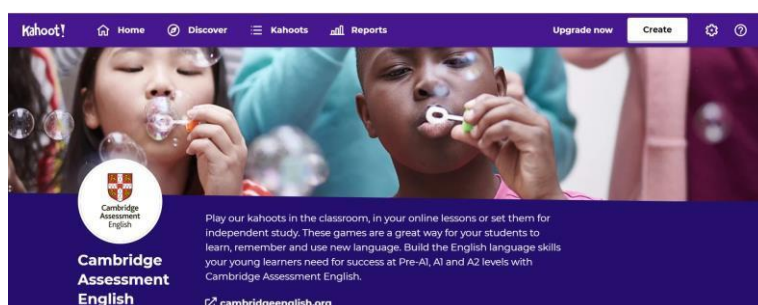 Kahoot! Home Discover Kahoots Reports Upgrade now Create
Cambridge
Assessment
English
Play our kahoots in the classroom, in your online lessons or set them for
independent study. These games are a great way for your students to
learn, remember and use new language. Build the English language skills
your young learners need for success at Pre-A1, A1 and A2 levels with
Cambridge Assessment English.
Cambridge
Assessment
English
cambridgeenglish.org